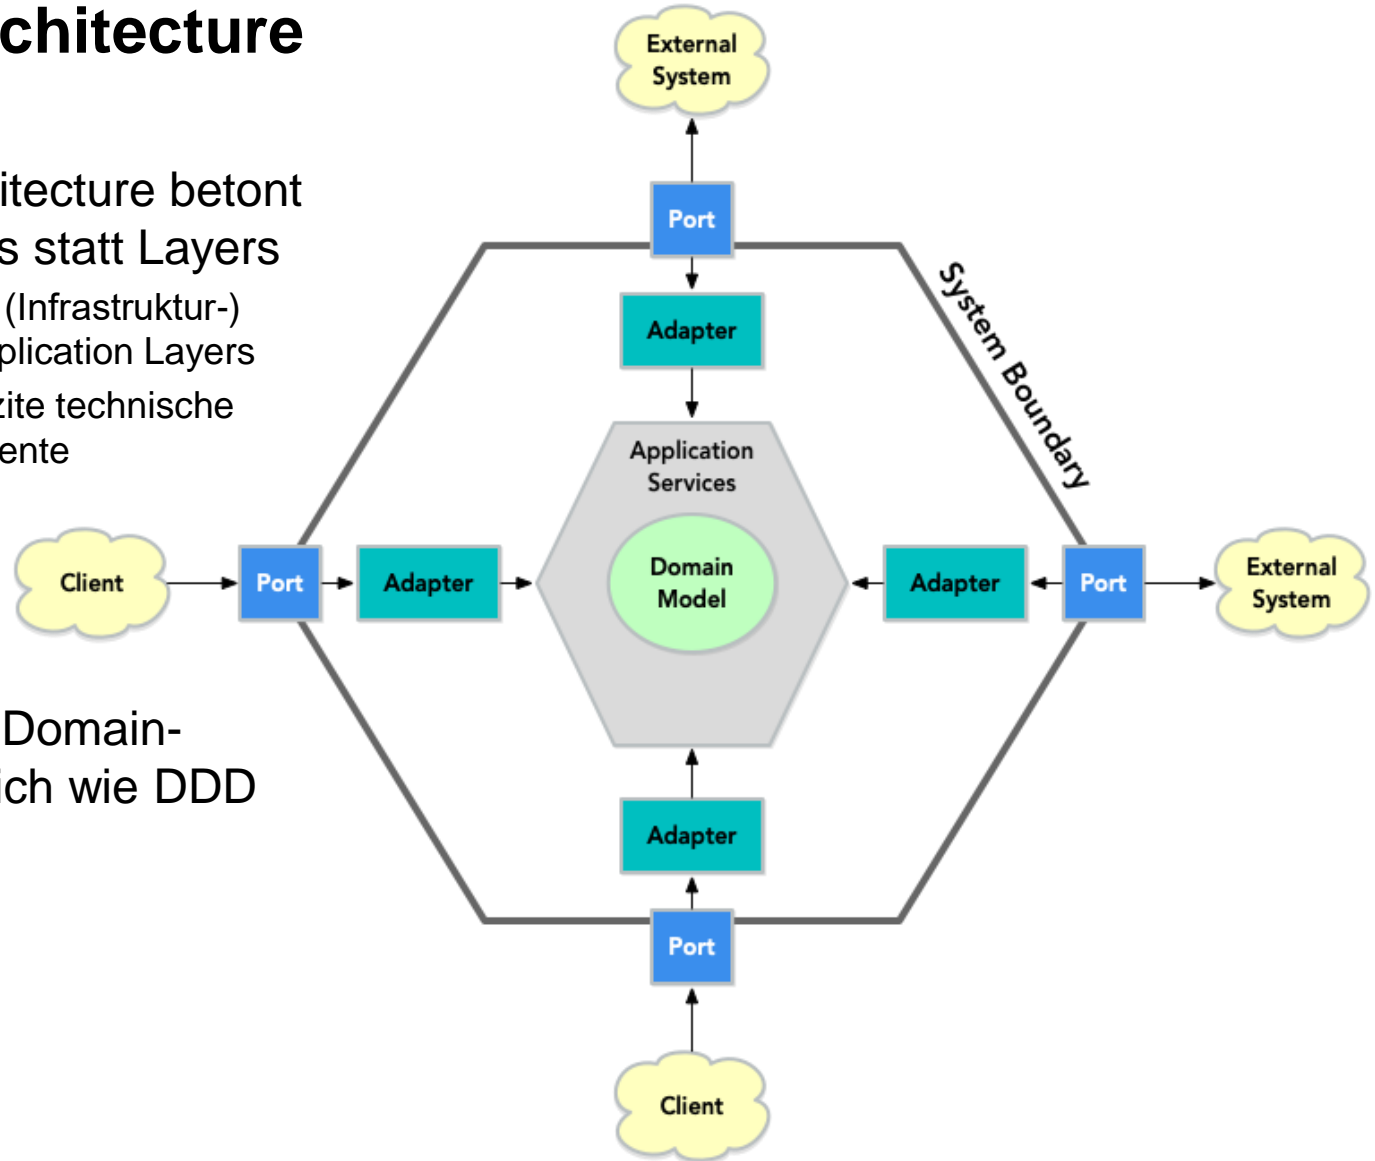 chitecture
itecture betont
s statt Layers
(Infrastruktur-)
plication Layers
zite technische
ente
Domain-
ich wie DDD
External
System
Port
Adapter
System Boundary
Application
Services
Domain
Model
Client
Port
Adapter
Adapter
Port
External
System
Adapter
Port
Client